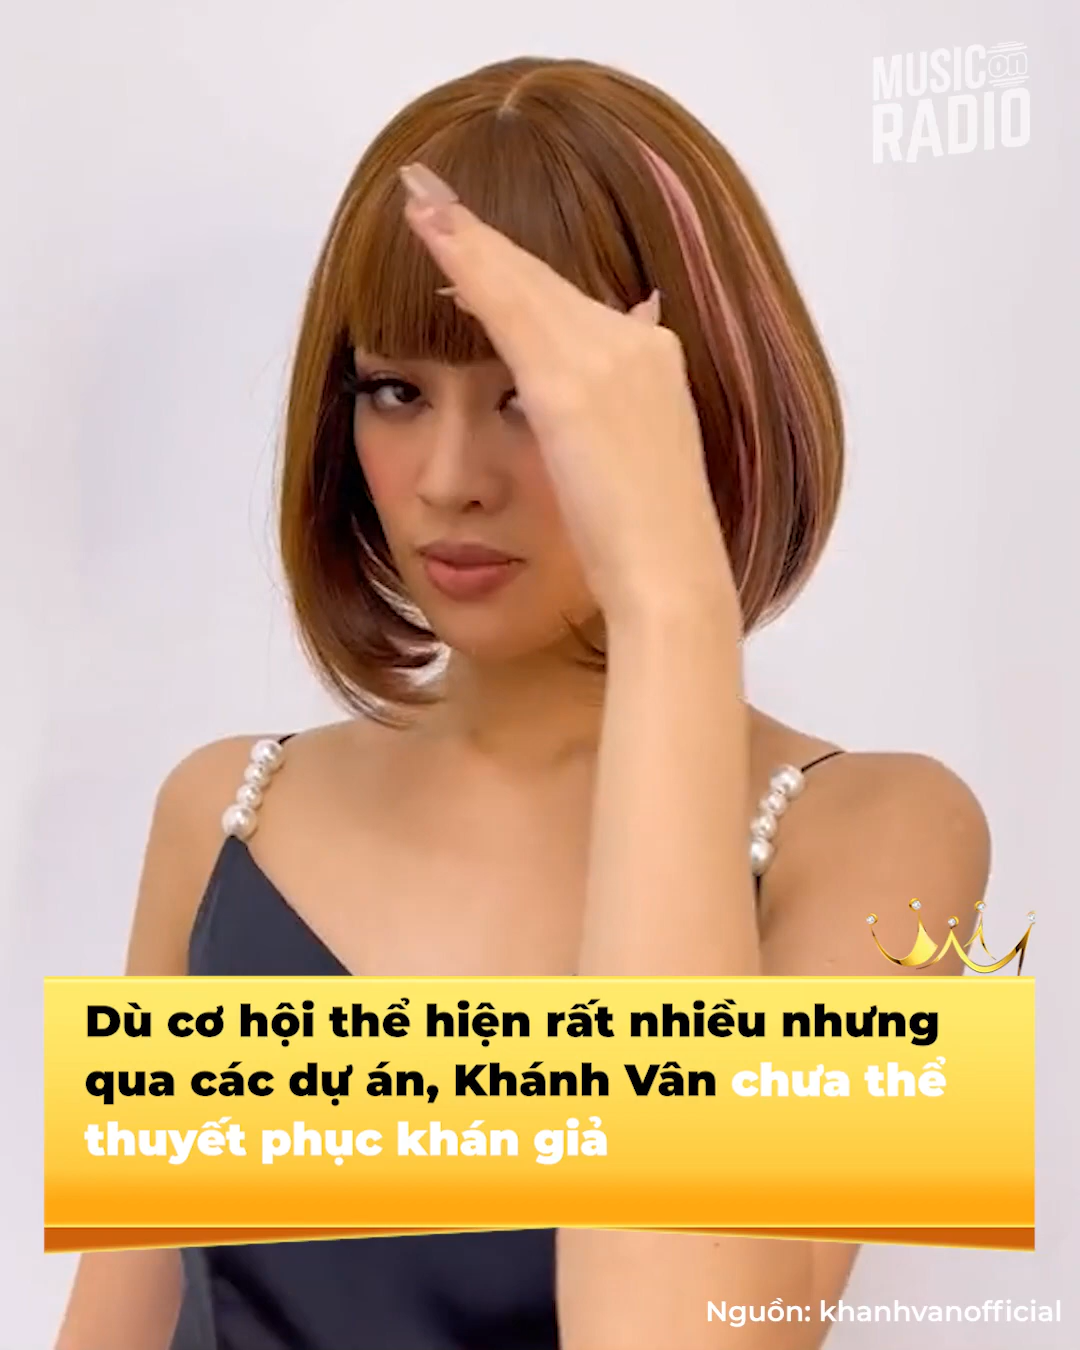 MUSIC on
RADIO
Dù cơ hội thể hiện rất nhiều nhưng
qua các dự án, Khánh Vân chưa thể
thuyết phục khán giả
Nguồn: khanhvanofficial